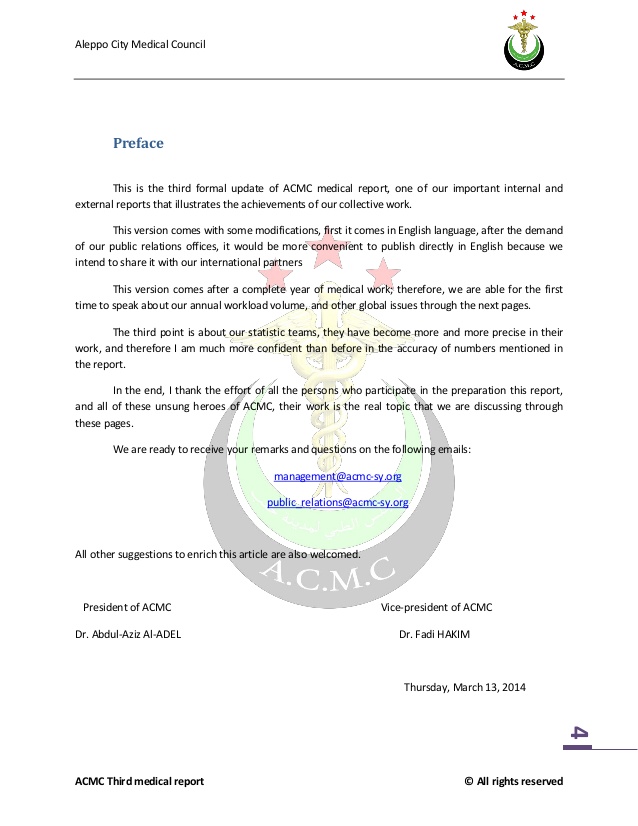 Aleppo City Medical Council
A.C.M.C
Preface
This is the third formal update of ACMC medical report, one of our important internal and
external reports that illustrates the achievements of our collective work.
This version comes with some modifications, first it comes in English language, after the demand
of our public relations offices, it would be more convenient to publish directly in English because we
intend to share it with our international partners
This version comes after a complete year of medical work; therefore, we are able for the first
time to speak about our annual workload volume, and other global issues through the next pages.
The third point is about our statistic teams, they have become more and more precise in their
work, and therefore I am much more confident than before in the accuracy of numbers mentioned in
the report.
In the end, I thank the effort of all the persons who participate in the preparation this report,
and all of these unsung heroes of ACMC, their work is the real topic that we are discussing through
these pages.
We are ready to receive your remarks and questions on the following emails:
management@acmc-sy.org
public_relations@acmc-sy.org
All other suggestions to enrich this article are also welcomed.
A.C.M.C
President of ACMC Vice-president of ACMC
Dr. Abdul-Aziz Al-ADEL Dr. Fadi HAKIM
Thursday, March 13, 2014
4
ACMC Third medical report © All rights reserved